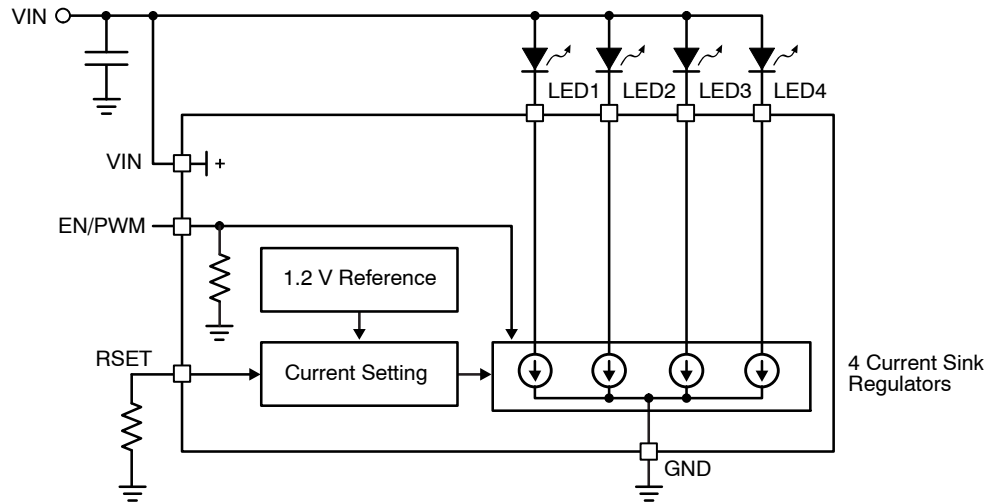 VIN
LED1
LED2
LED3
LED4
VIN
+
EN/PWM
1.2 V Reference
RSET
Current Setting
4 Current Sink
Regulators
GND